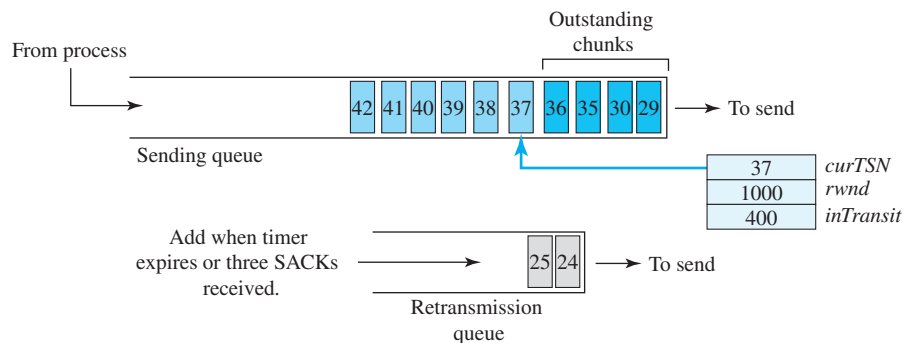 Outstanding
chunks
From process
42 41 40 39 38 37 36 35 30 29
To send
Sending queue
37 curTSN
1000 rwnd
400 inTransit
Add when timer
expires or three SACKs
received.
25 24
To send
Retransmission
queue